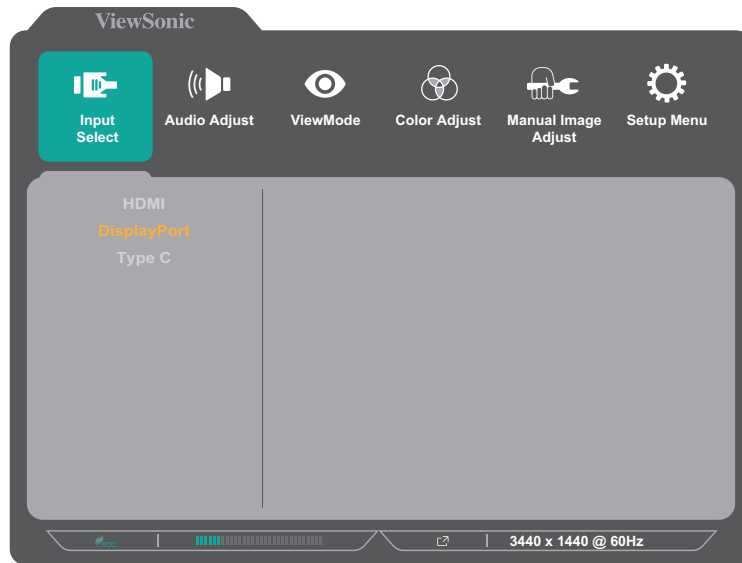 ViewSonic
Input
Select
Audio Adjust
ViewMode
Color Adjust
Manual Image
Adjust
Setup Menu
HDMI
DisplayPort
Type C
eco
3440 x 1440 @ 60Hz